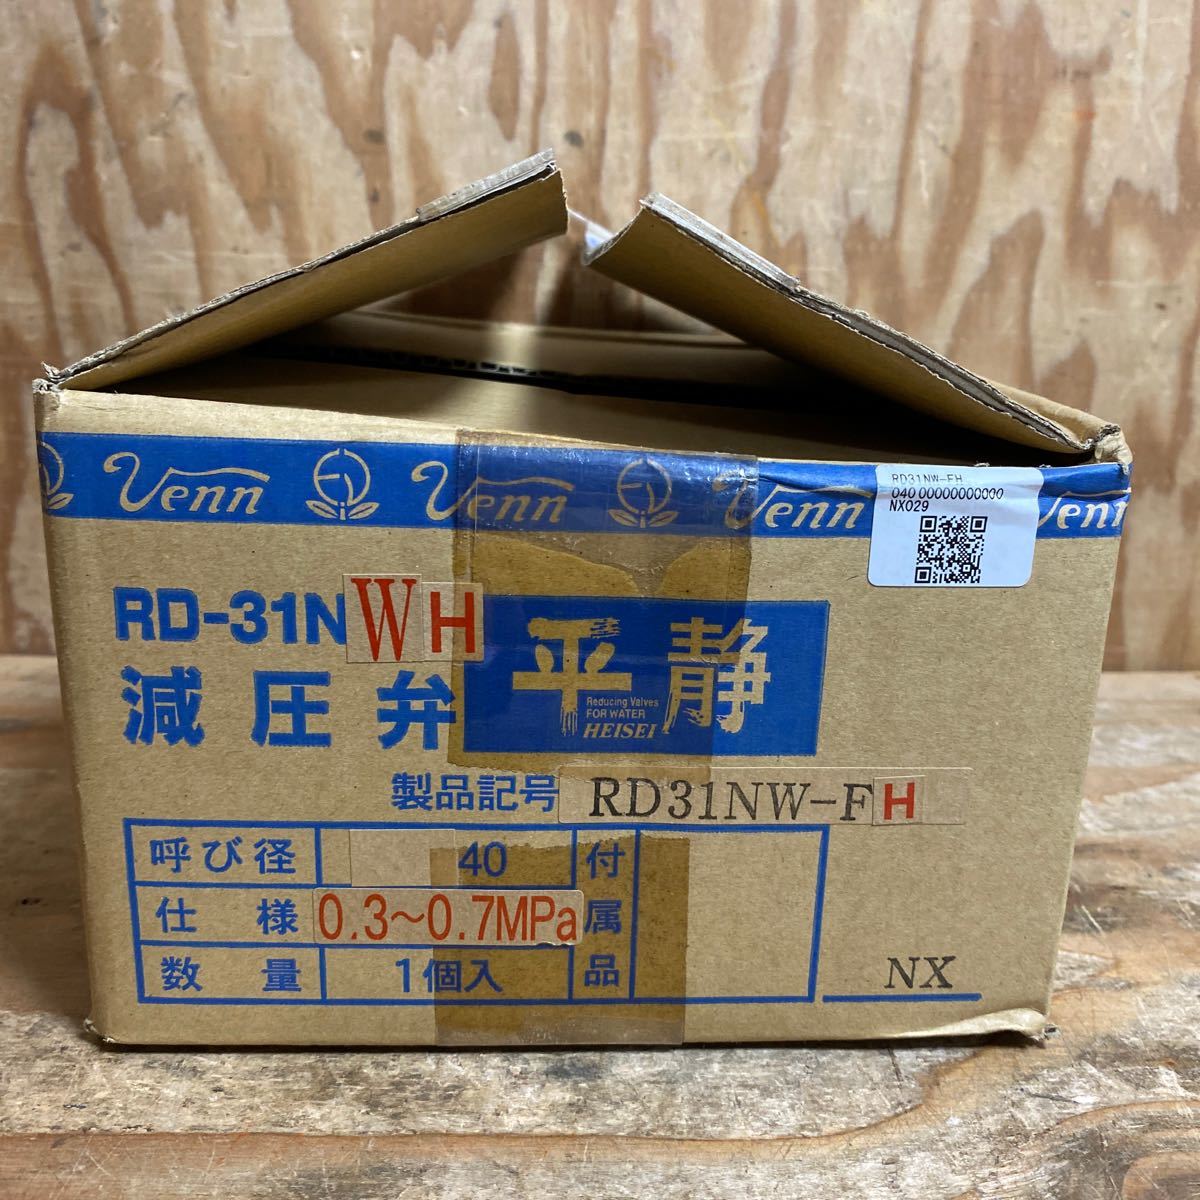 Venn Venn Venn Venn
RD31NW-FH
040 00000000000
NX029
RD-31NWH
減圧弁
平静
Reducing Valves
FOR WATER
HEISEI
製品記号 RD31NW-FH
呼び径 40
仕様 0.3~0.7MPa
数量 1個入
付属品
NX